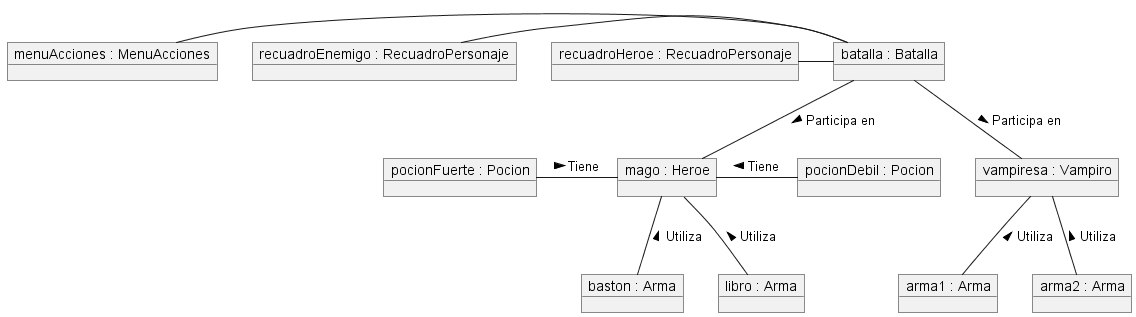 menuAcciones : MenuAcciones
recuadroEnemigo : RecuadroPersonaje
recuadroHeroe : RecuadroPersonaje
batalla : Batalla
Participa en
Participa en
pocionFuerte : Pocion
Tiene
mago : Heroe
Tiene
pocionDebil : Pocion
vampiresa : Vampiro
Utiliza
Utiliza
Utiliza
Utiliza
baston : Arma
libro : Arma
arma1 : Arma
arma2 : Arma